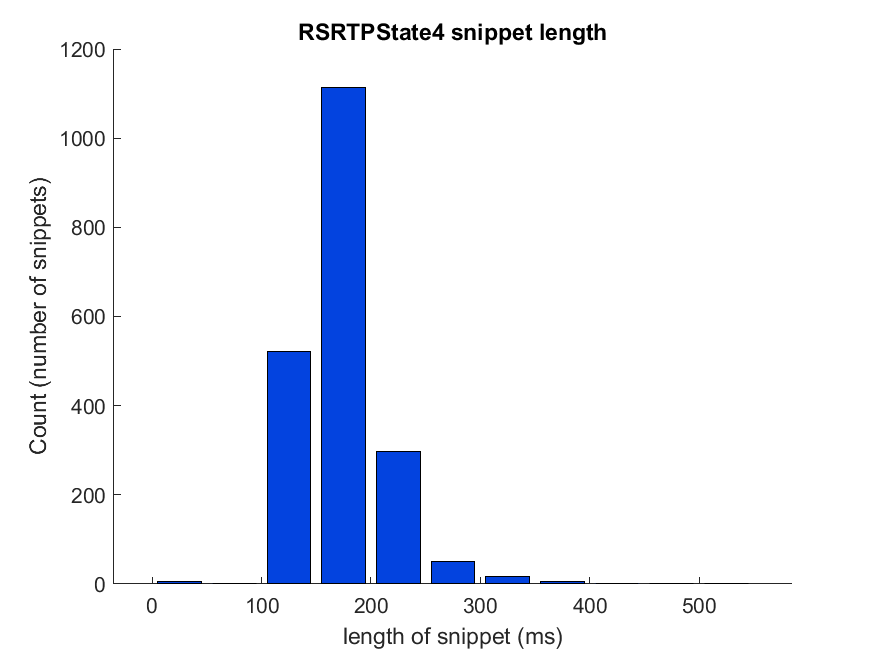 RSRTPState4 snippet length
1200
1000
800
600
400
200
0
Count (number of snippets)
0 100 200 300 400 500
length of snippet (ms)